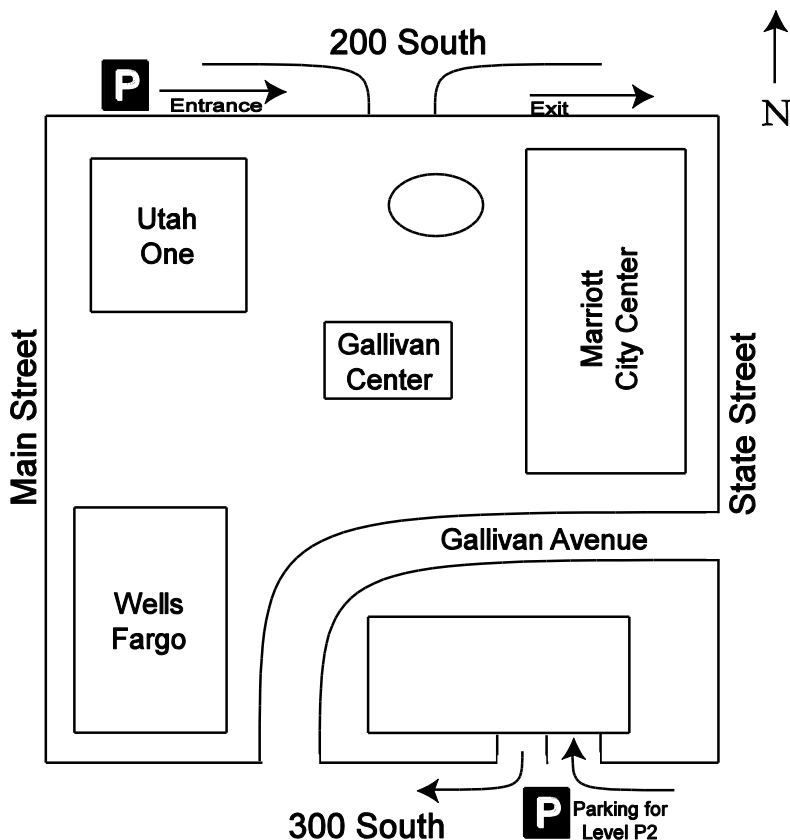 200 South
P
Entrance
Exit
N
Utah
One
Marriott
City Center
Gallivan
Center
Main Street
State Street
Gallivan Avenue
Wells
Fargo
P
Parking for
Level P2
300 South